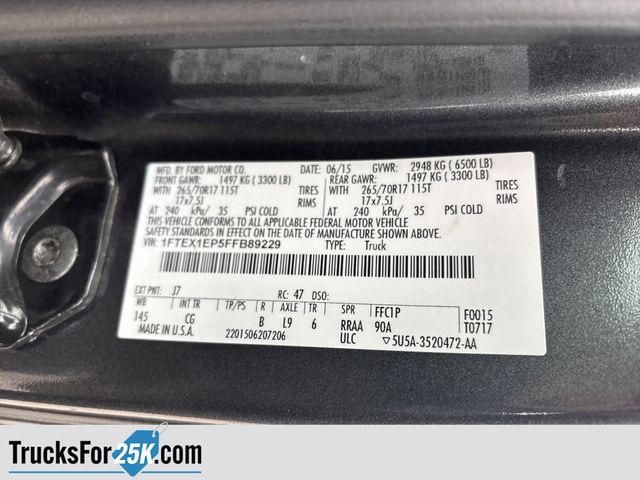 MFD. BY FORD MOTOR CO. DATE: 06/15 GVWR: 2948 KG ( 6500 LB)
FRONT GAWR: 1497 KG ( 3300 LB) REAR GAWR: 1497 KG ( 3300 LB)
WITH 265/70R17 115T TIRES WITH 265/70R17 115T TIRES
17x7.5J RIMS 17x7.5J RIMS
AT 240 kPa/ 35 PSI COLD AT 240 kPa/ 35 PSI COLD
THIS VEHICLE CONFORMS TO ALL APPLICABLE FEDERAL MOTOR VEHICLE
SAFETY STANDARDS IN EFFECT ON THE DATE OF MANUFACTURE SHOWN ABOVE.
VIN: 1FTEX1EP5FFB89229 TYPE: Truck
EXT PNT: J7 RC: 47 DSO:
WB INT TR TP/PS R AXLE TR SPR FFC1P F0015
145 CG B L9 6 RRAA 90A T0717
MADE IN U.S.A. 2201506207206 ULC ▽5U5A-3520472-AA
TrucksFor25K.com